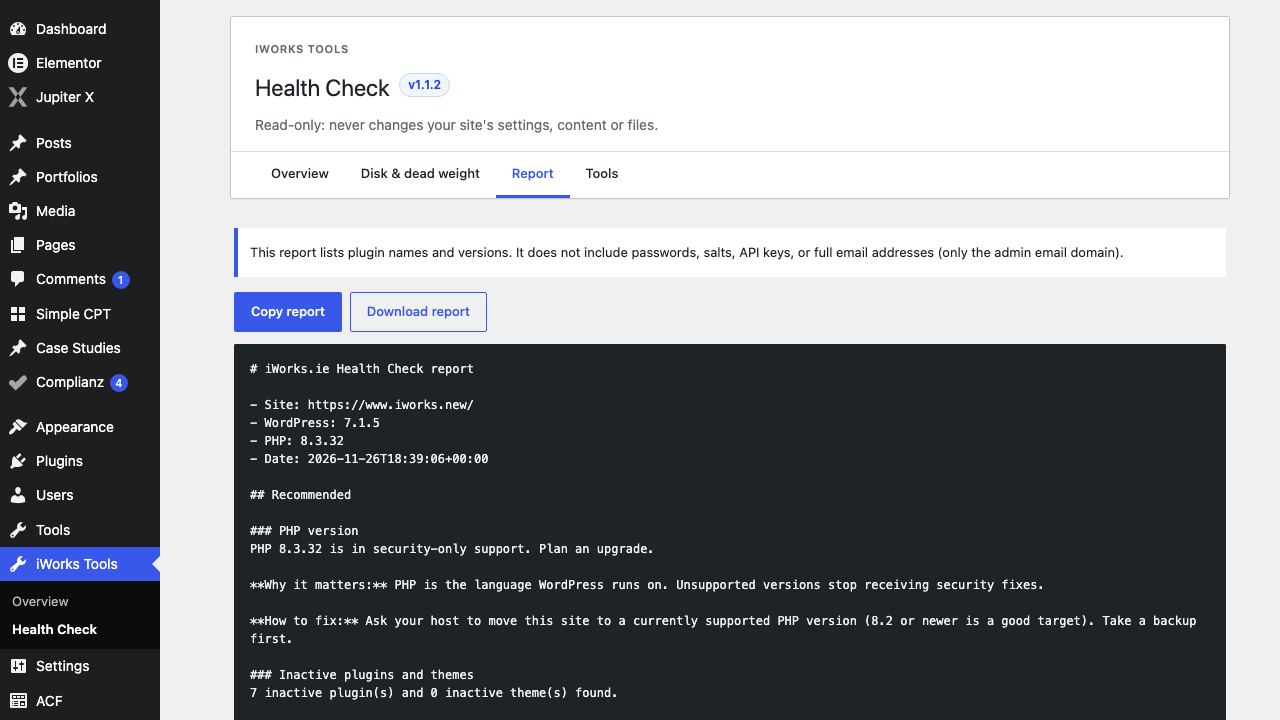 Dashboard
Elementor
Jupiter X
Posts
Portfolios
Media
Pages
Comments 1
Simple CPT
Case Studies
Complianz 4
Appearance
Plugins
Users
Tools
iWorks Tools
Overview
Health Check
Settings
ACF
IWORKS TOOLS
Health Check v1.1.2
Read-only: never changes your site's settings, content or files.
Overview Disk & dead weight Report Tools
This report lists plugin names and versions. It does not include passwords, salts, API keys, or full email addresses (only the admin email domain).
Copy report Download report
# iWorks.ie Health Check report
- Site: https://www.iworks.new/
- WordPress: 7.1.5
- PHP: 8.3.32
- Date: 2026-11-26T18:39:06+00:00
## Recommended
### PHP version
PHP 8.3.32 is in security-only support. Plan an upgrade.
**Why it matters:** PHP is the language WordPress runs on. Unsupported versions stop receiving security fixes.
**How to fix:** Ask your host to move this site to a currently supported PHP version (8.2 or newer is a good target). Take a backup
first.
### Inactive plugins and themes
7 inactive plugin(s) and 0 inactive theme(s) found.